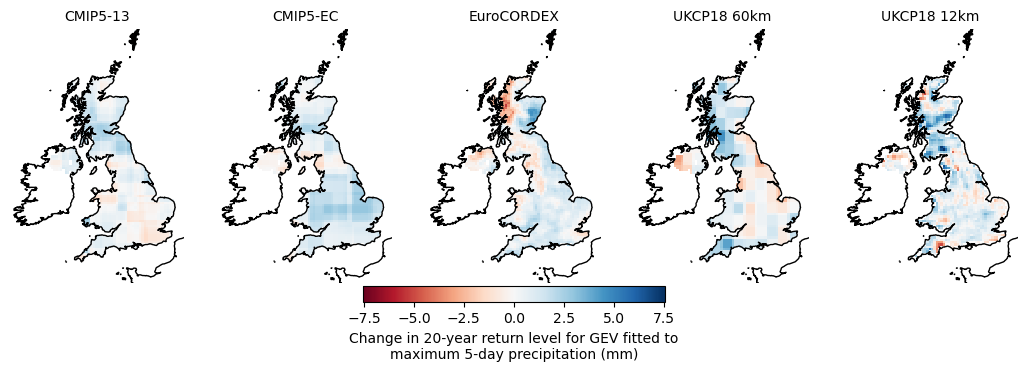 CMIP5-13
CMIP5-EC
EuroCORDEX
UKCP18 60km
UKCP18 12km
−7.5
−5.0
−2.5
0.0
2.5
5.0
7.5
Change in 20-year return level for GEV fitted to
maximum 5-day precipitation (mm)